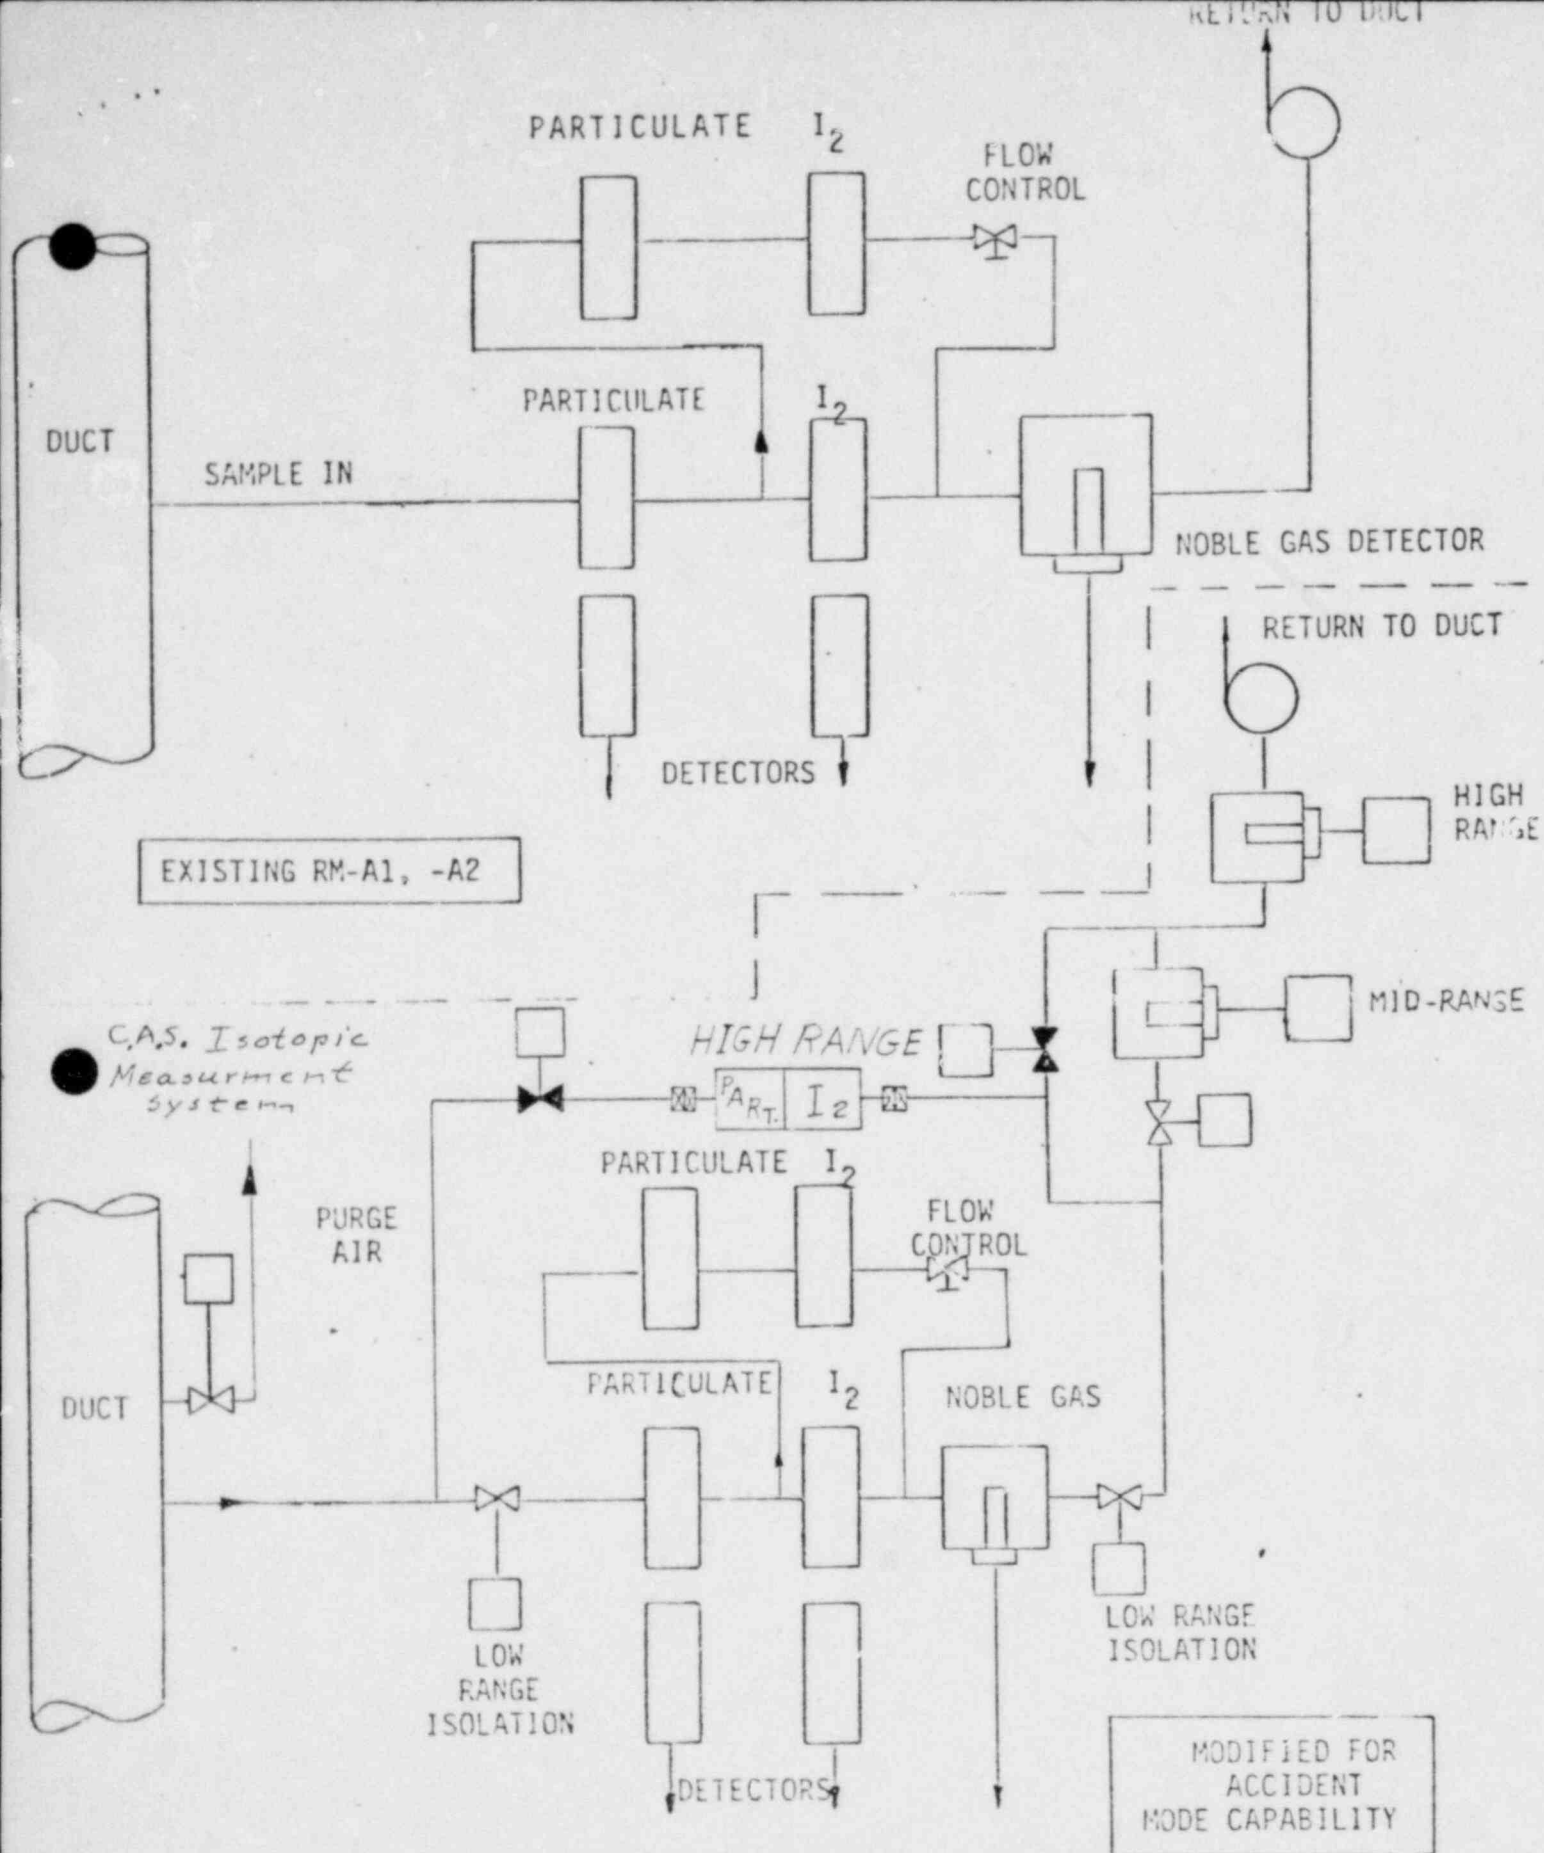 RETURN TO DUCT
PARTICULATE I2
FLOW
CONTROL
PARTICULATE I2
DUCT
SAMPLE IN
NOBLE GAS DETECTOR
RETURN TO DUCT
DETECTORS
HIGH
RANGE
EXISTING RM-A1, -A2
MID-RANGE
C.A.S. Isotopic
Measurment
System
HIGH RANGE
PART. I2
PARTICULATE I2
PURGE
AIR
FLOW
CONTROL
PARTICULATE I2
NOBLE GAS
DUCT
LOW RANGE
ISOLATION
LOW
RANGE
ISOLATION
DETECTORS
MODIFIED FOR
ACCIDENT
MODE CAPABILITY